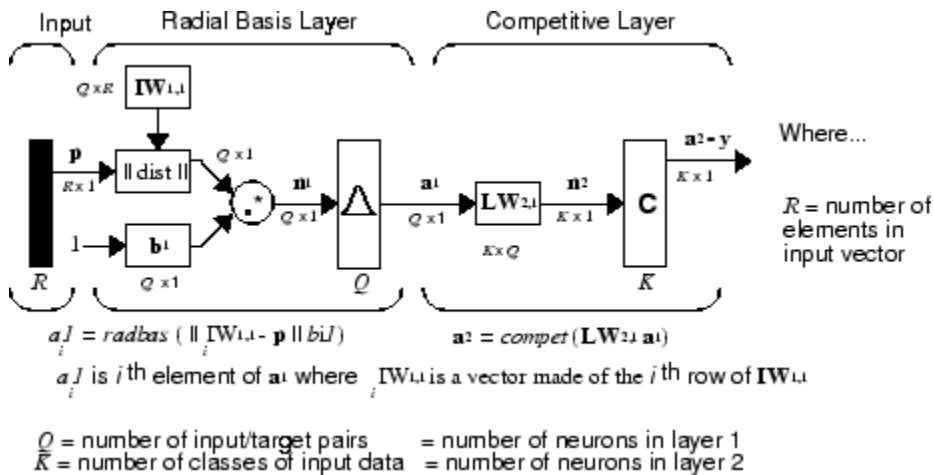 Input Radial Basis Layer Competitive Layer
Q x R IW1,1
p R x 1 || dist || Q x 1
.* n1 Q x 1 a1 Q x 1 LW2,1 n2 K x 1 C a2 = y K x 1
1 b1 Q x 1 K x Q
R Q K
Where...
R = number of
elements in
input vector
ai1 = radbas ( || iIW1,1 - p || bi1)
a2 = compet (LW2,1 a1)
ai1 is i th element of a1 where iIW1,1 is a vector made of the i th row of IW1,1
Q = number of input/target pairs = number of neurons in layer 1
K = number of classes of input data = number of neurons in layer 2